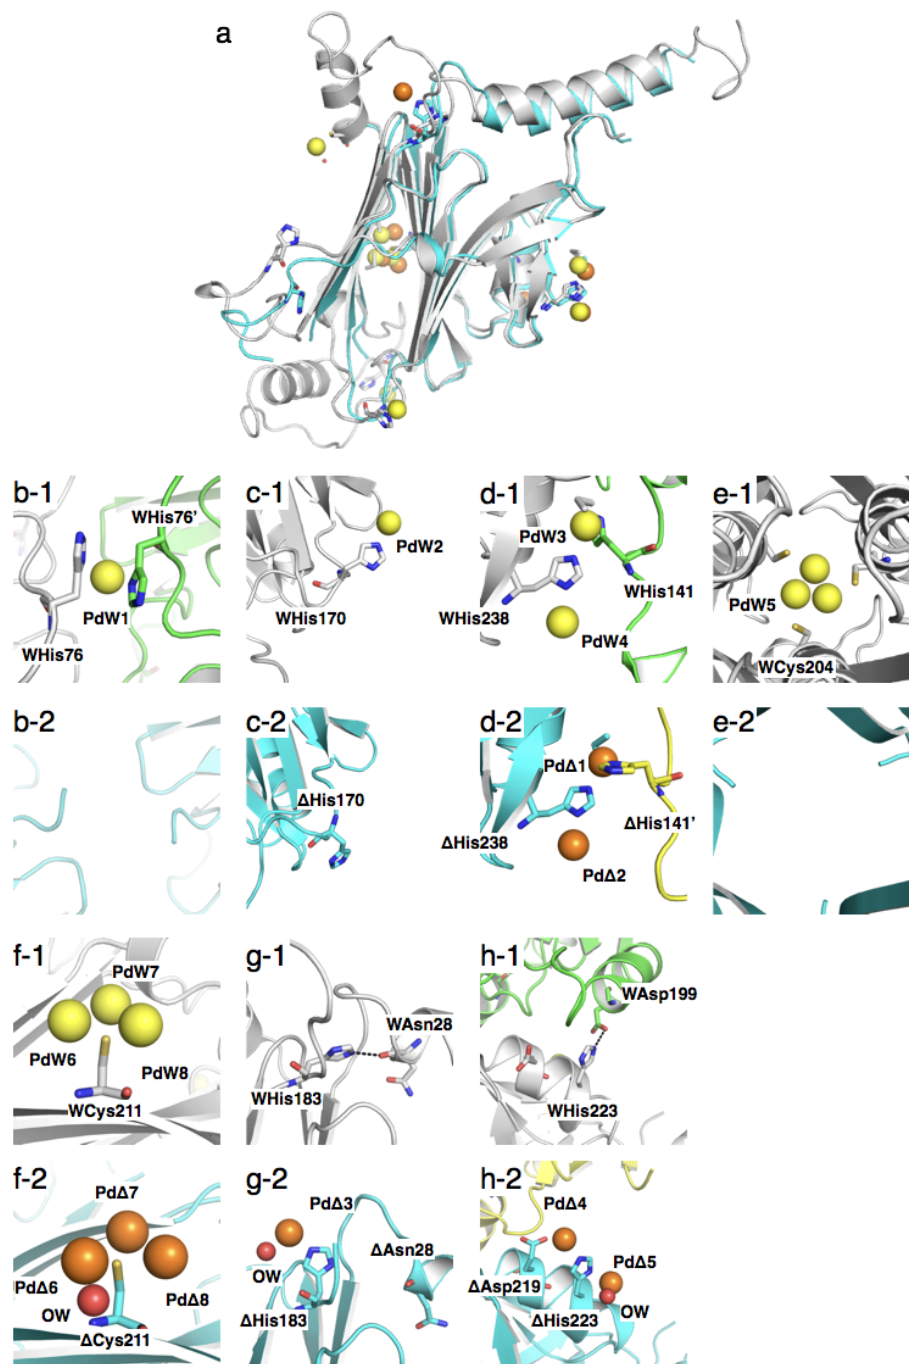 a
b-1
WHis76’
PdW1
WHis76
c-1
PdW2
WHis170
d-1
PdW3
WHis141
WHis238
PdW4
e-1
PdW5
WCys204
b-2
c-2
ΔHis170
d-2
PdΔ1
ΔHis141’
ΔHis238
PdΔ2
e-2
f-1
PdW7
PdW6
PdW8
WCys211
g-1
WAsn28
WHis183
h-1
WAsp199
WHis223
f-2
PdΔ7
PdΔ6
PdΔ8
OW
ΔCys211
g-2
PdΔ3
ΔAsn28
OW
ΔHis183
h-2
PdΔ4
PdΔ5
ΔAsp219
OW
ΔHis223